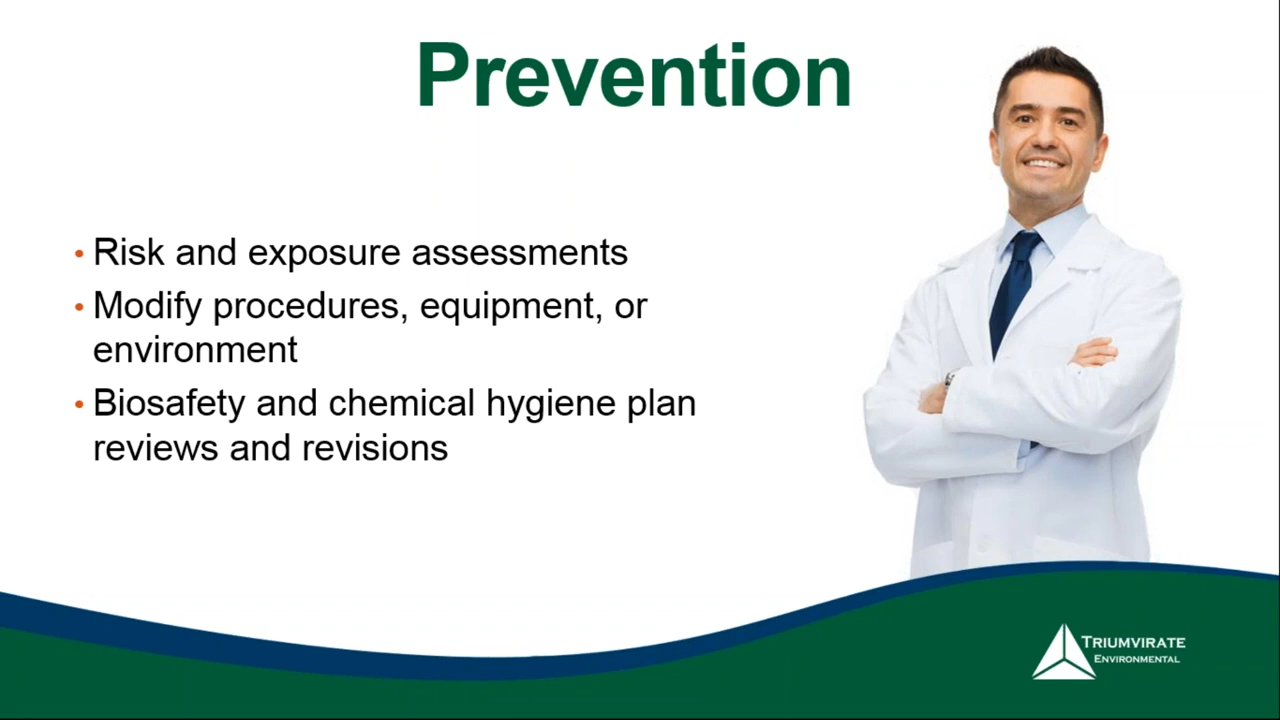 Prevention
• Risk and exposure assessments
• Modify procedures, equipment, or
environment
• Biosafety and chemical hygiene plan
reviews and revisions
TRIUMVIRATE
ENVIRONMENTAL